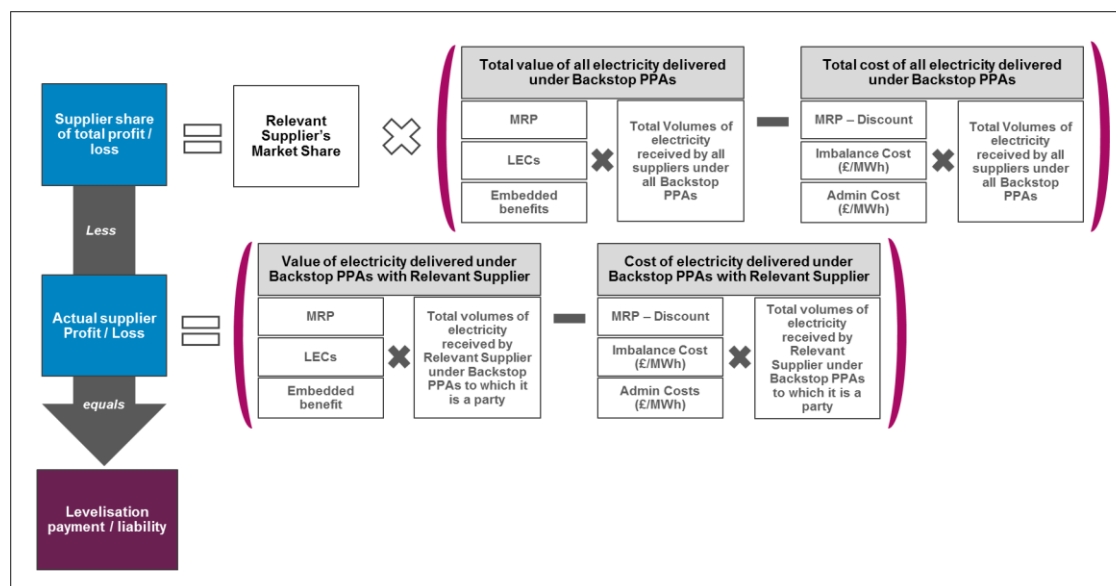 Supplier share
of total profit /
loss
Relevant
Supplier's
Market Share
Total value of all electricity delivered
under Backstop PPAs
MRP
LECs
Embedded
benefits
Total Volumes of
electricity
received by all
suppliers under
all Backstop
PPAs
Total cost of all electricity delivered
under Backstop PPAs
MRP – Discount
Imbalance Cost
(£/MWh)
Admin Cost
(£/MWh)
Total Volumes of
electricity
received by all
suppliers under
all Backstop
PPAs
Less
Actual supplier
Profit / Loss
Value of electricity delivered under
Backstop PPAs with Relevant Supplier
MRP
LECs
Embedded
benefit
Total volumes of
electricity
received by
Relevant Supplier
under Backstop
PPAs to which it
is a party
Cost of electricity delivered under
Backstop PPAs with Relevant Supplier
MRP – Discount
Imbalance Cost
(£/MWh)
Admin Costs
(£/MWh)
Total volumes of
electricity
received by
Relevant
Supplier under
Backstop PPAs
to which it is a
party
equals
Levelisation
payment / liability